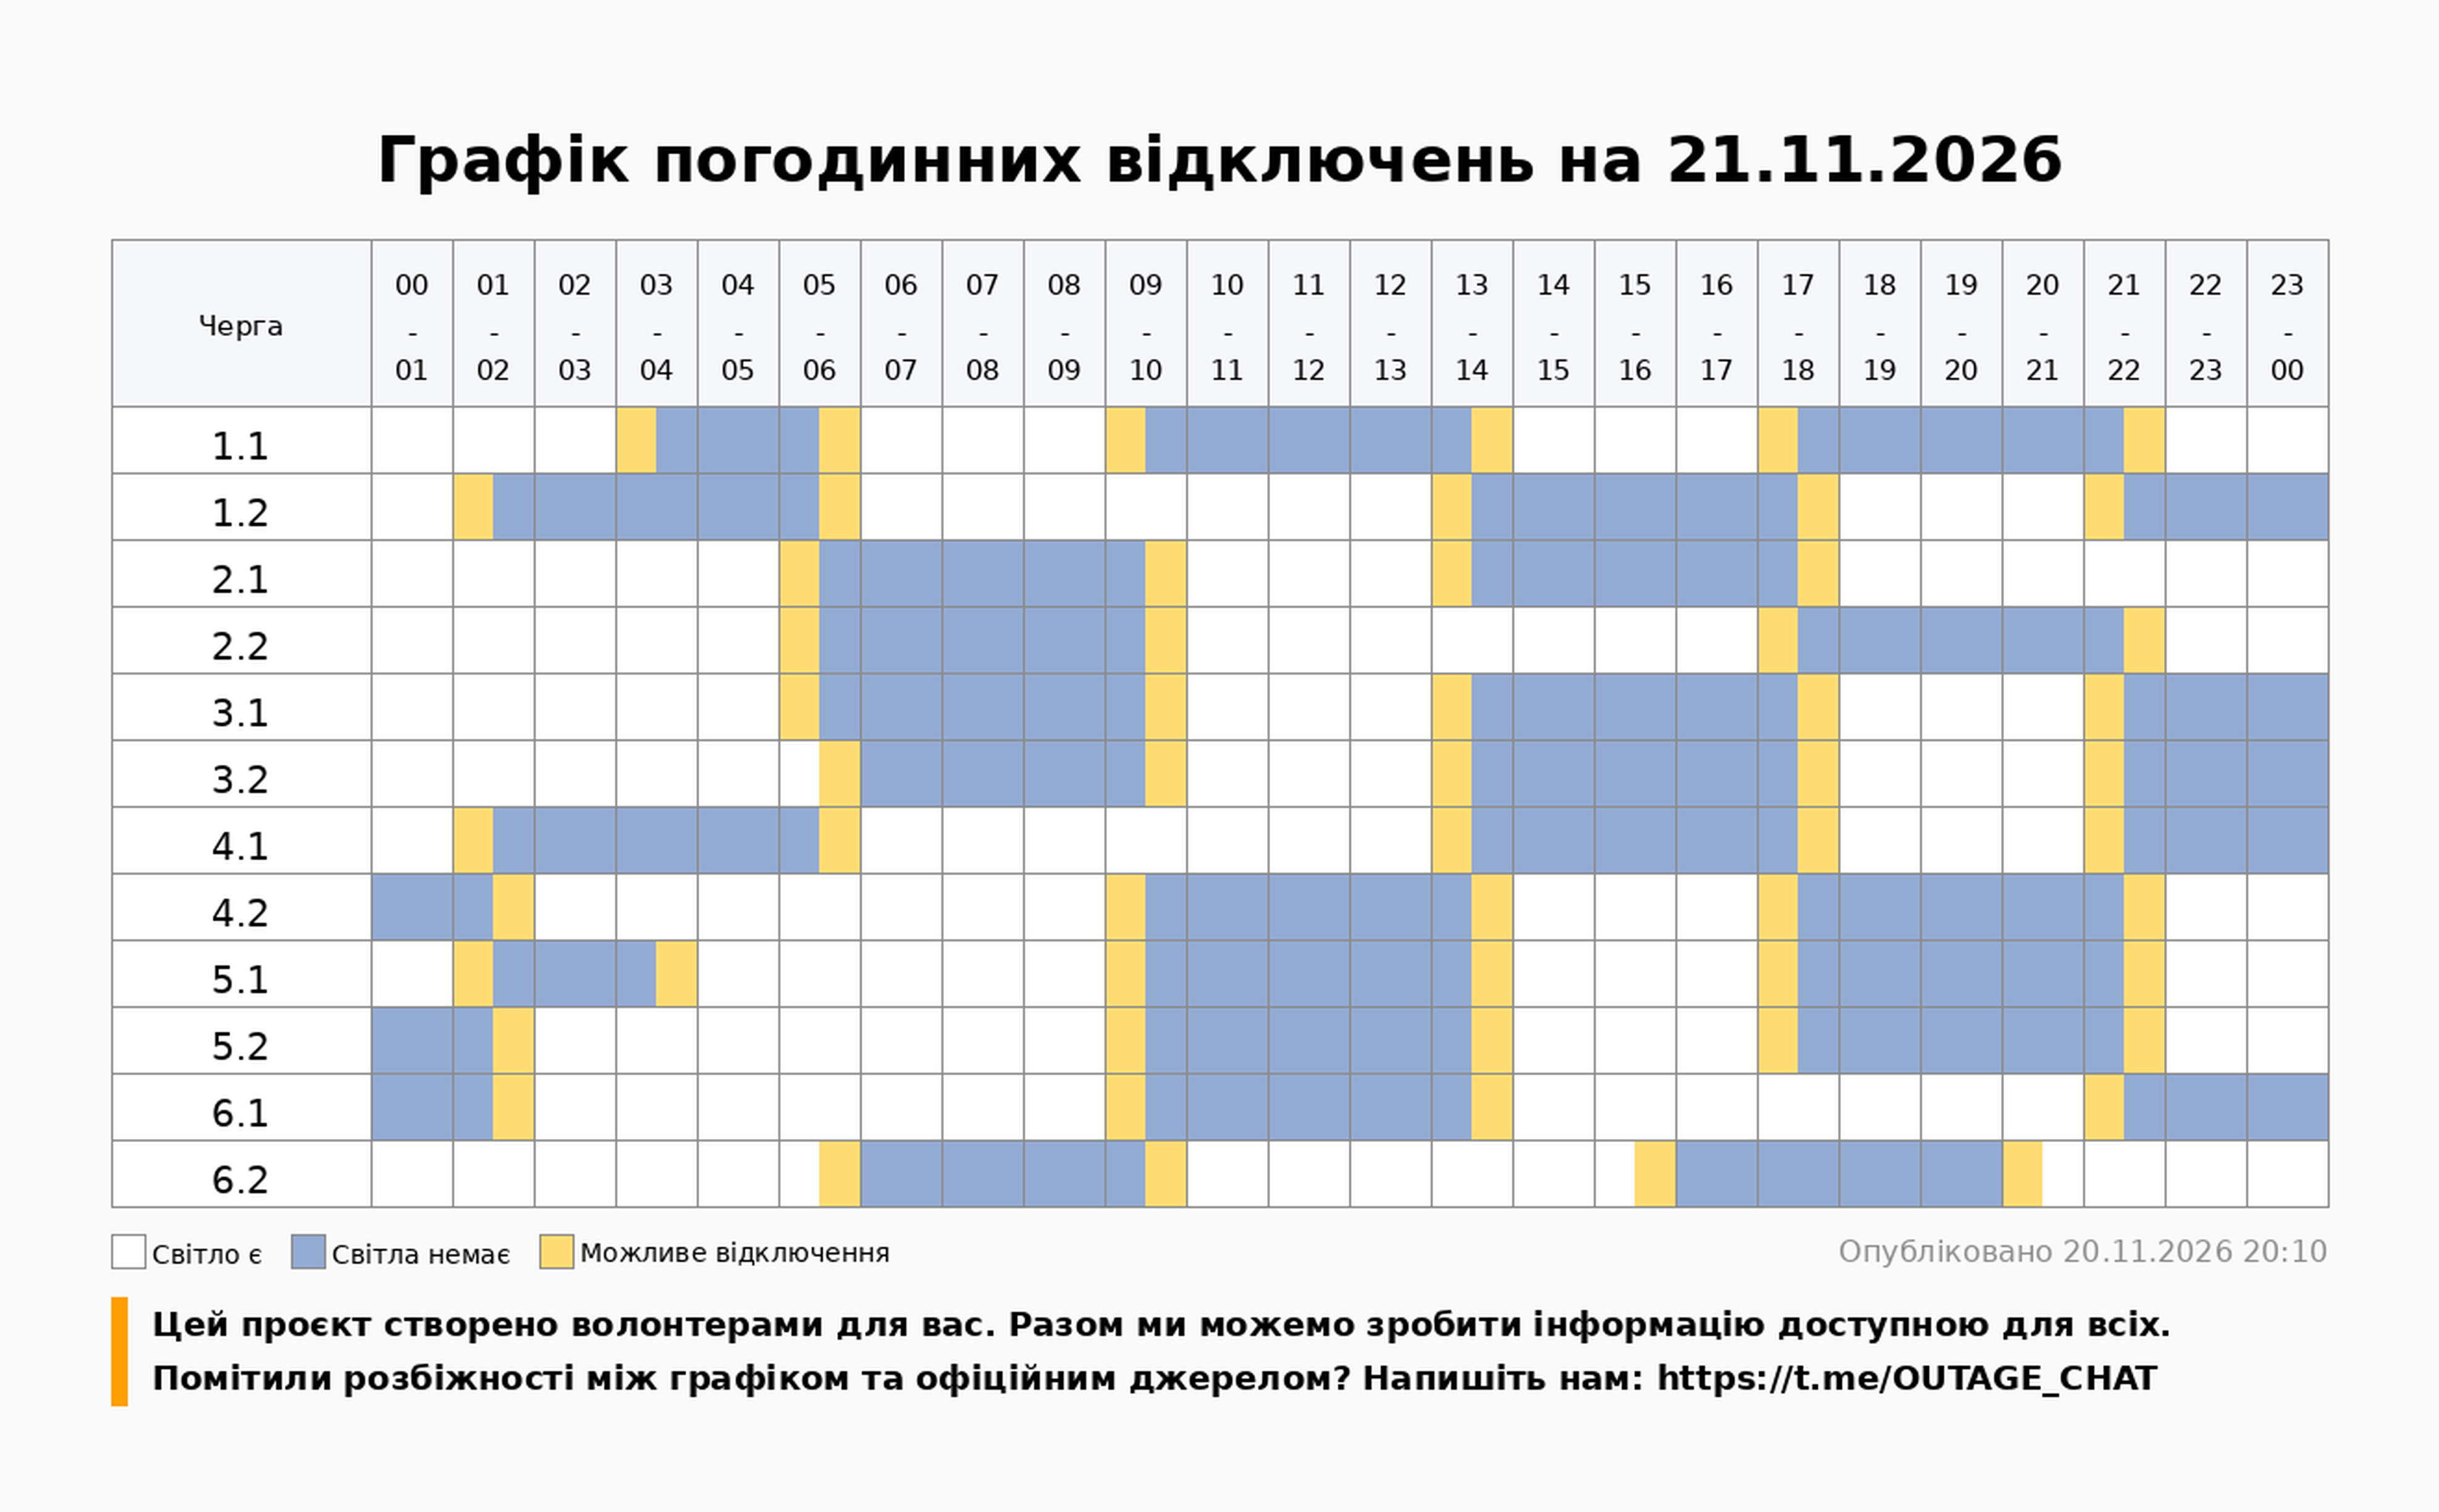 Графік погодинних відключень на 21.11.2026
Черга
00 - 01
01 - 02
02 - 03
03 - 04
04 - 05
05 - 06
06 - 07
07 - 08
08 - 09
09 - 10
10 - 11
11 - 12
12 - 13
13 - 14
14 - 15
15 - 16
16 - 17
17 - 18
18 - 19
19 - 20
20 - 21
21 - 22
22 - 23
23 - 00
1.1
1.2
2.1
2.2
3.1
3.2
4.1
4.2
5.1
5.2
6.1
6.2
Світло є
Світла немає
Можливе відключення
Опубліковано 20.11.2026 20:10
Цей проєкт створено волонтерами для вас. Разом ми можемо зробити інформацію доступною для всіх.
Помітили розбіжності між графіком та офіційним джерелом? Напишіть нам: https://t.me/OUTAGE_CHAT